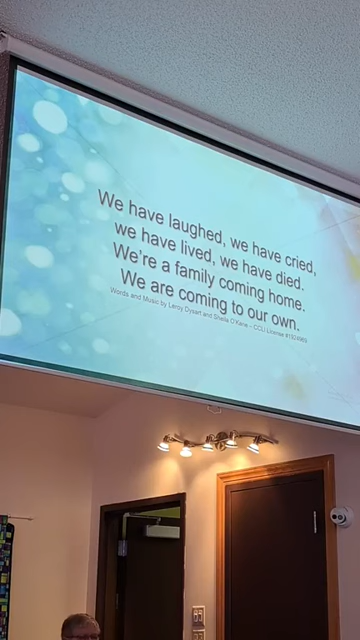 We have laughed, we have cried,
we have lived, we have died.
We're a family coming home.
We are coming to our own.
Words and Music by Leroy Dysart and Sheila O'Kane - CCLI License #1924965